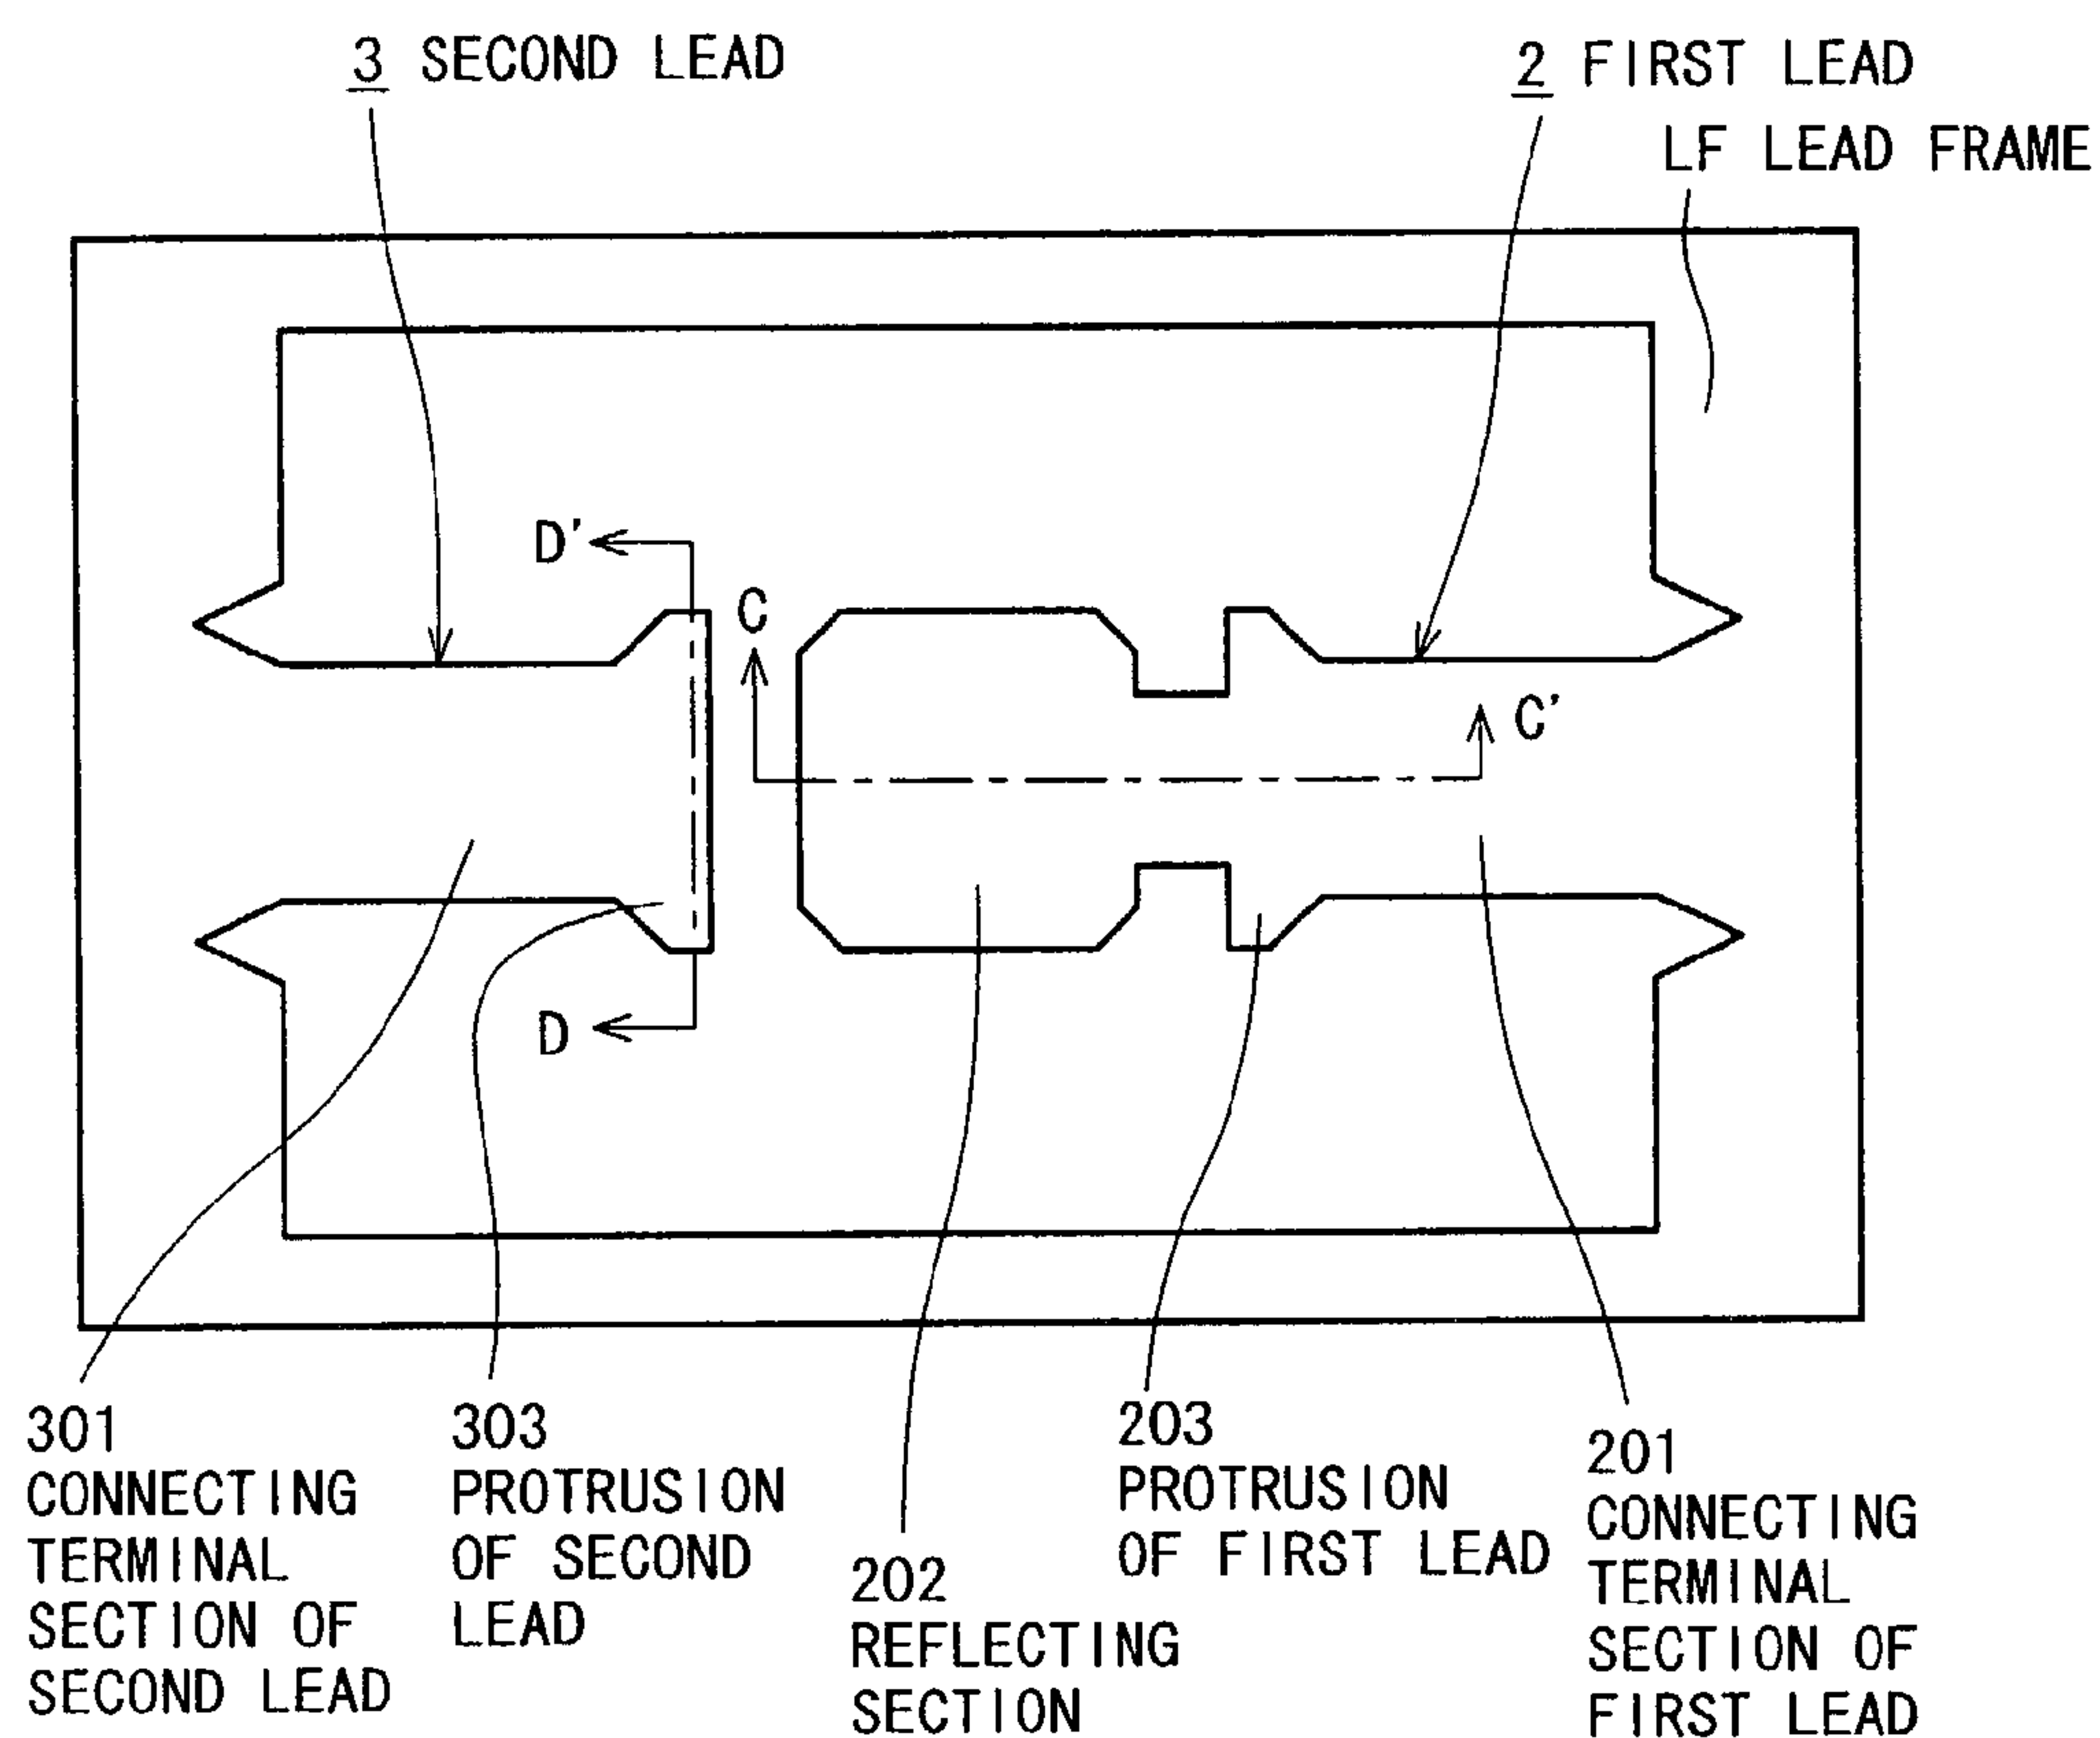 3 SECOND LEAD
2 FIRST LEAD
LF LEAD FRAME
D'
C
C'
D
301
CONNECTING
TERMINAL
SECTION OF
SECOND LEAD
303
PROTRUSION
OF SECOND
LEAD
202
REFLECTING
SECTION
203
PROTRUSION
OF FIRST LEAD
201
CONNECTING
TERMINAL
SECTION OF
FIRST LEAD